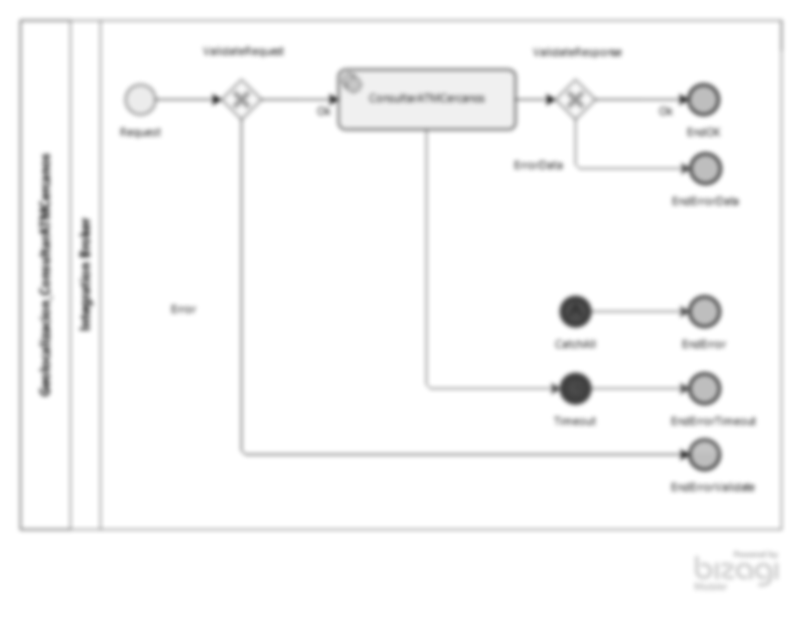 Geolocalizacion_ConsultarATMCercanos
Integration Broker
ValidateRequest
ValidateResponse
Request
Ok
ConsultarATMCercanos
Ok
EndOK
ErrorData
EndErrorData
Error
CatchAll
EndError
Timeout
EndErrorTimeout
EndErrorValidate
Powered by
bizagi
Modeler